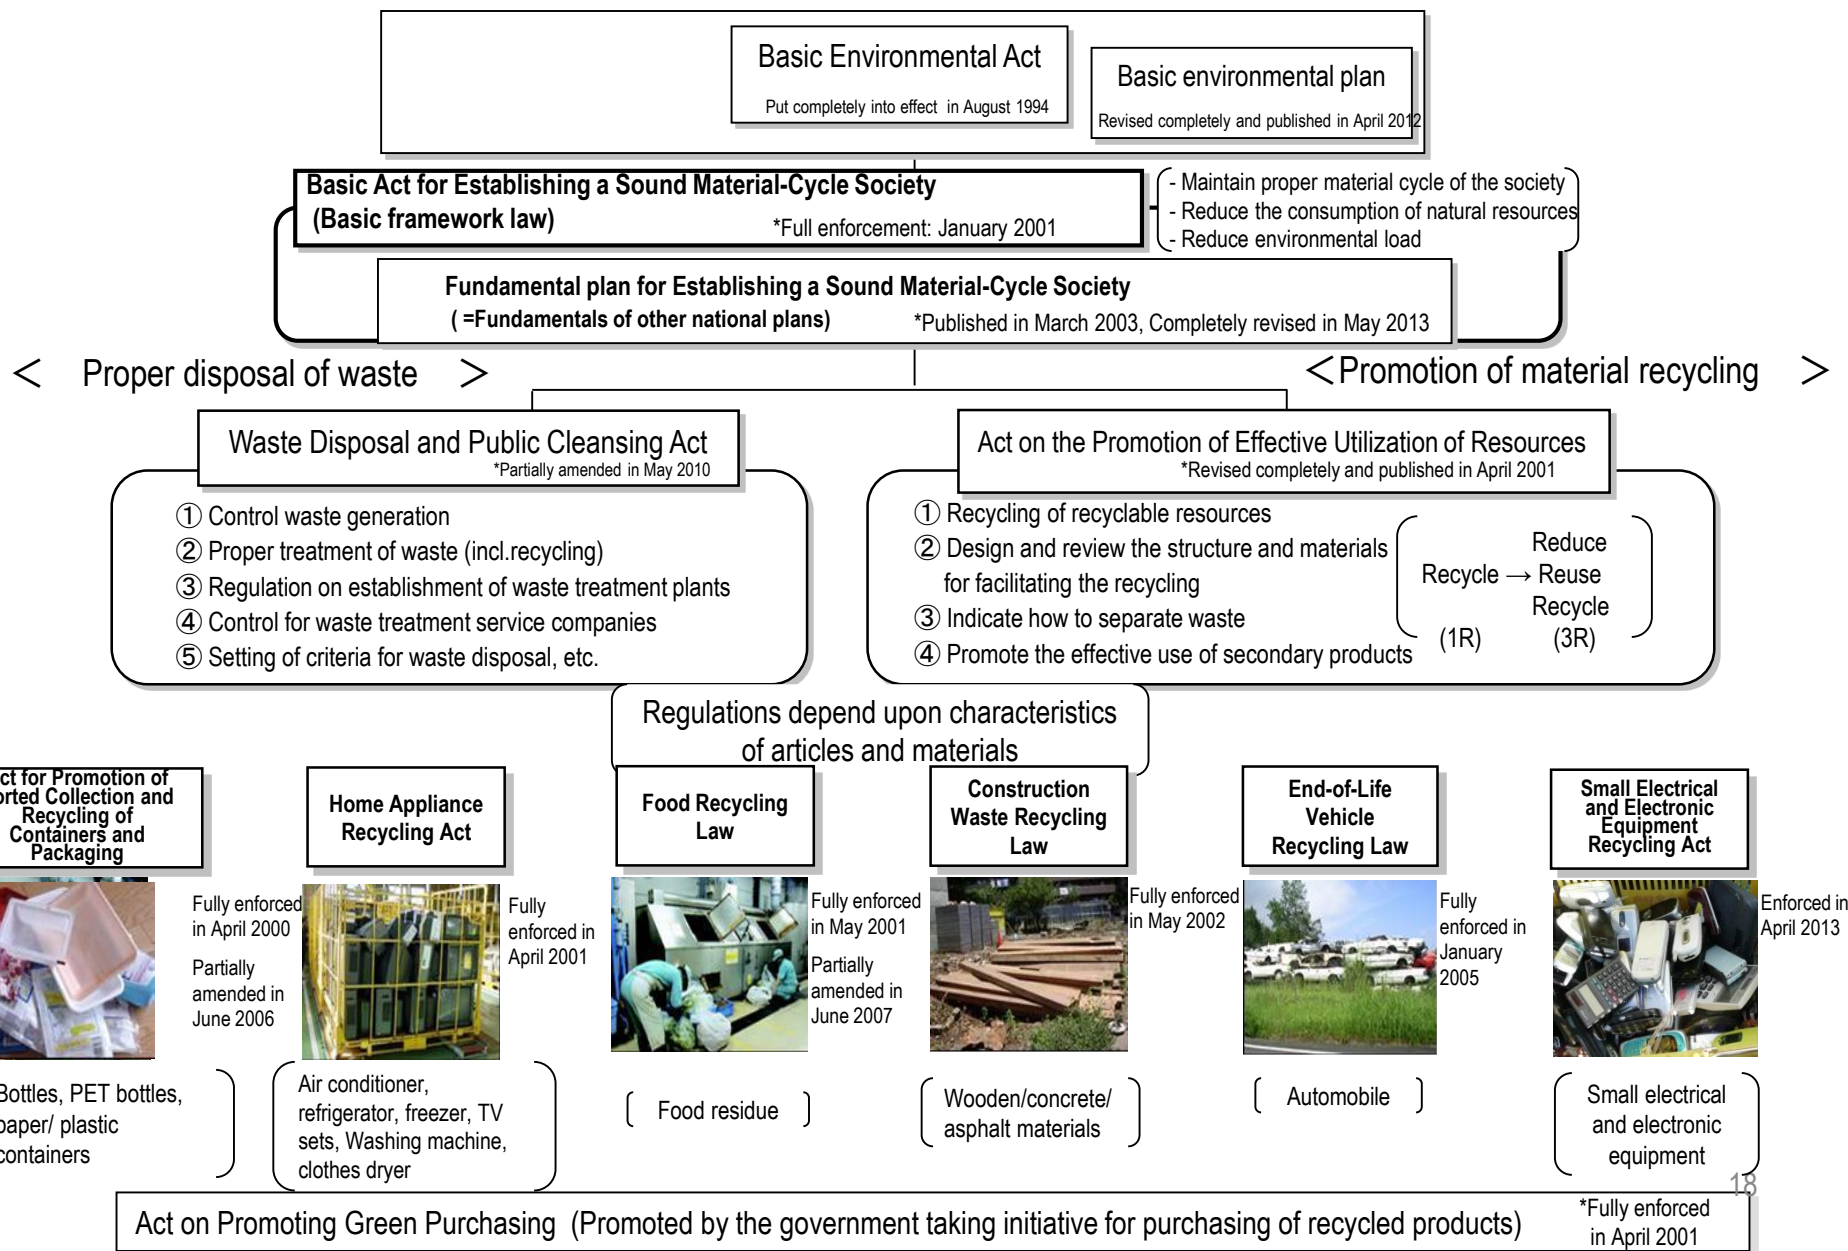 Basic Environmental Act
Put completely into effect in August 1994
Basic environmental plan
Revised completely and published in April 2012
Basic Act for Establishing a Sound Material-Cycle Society
(Basic framework law)
*Full enforcement: January 2001
- Maintain proper material cycle of the society
- Reduce the consumption of natural resources
- Reduce environmental load
Fundamental plan for Establishing a Sound Material-Cycle Society
( =Fundamentals of other national plans)
*Published in March 2003, Completely revised in May 2013
＜ Proper disposal of waste ＞
＜Promotion of material recycling ＞
Waste Disposal and Public Cleansing Act
*Partially amended in May 2010
① Control waste generation
② Proper treatment of waste (incl.recycling)
③ Regulation on establishment of waste treatment plants
④ Control for waste treatment service companies
⑤ Setting of criteria for waste disposal, etc.
Act on the Promotion of Effective Utilization of Resources
*Revised completely and published in April 2001
① Recycling of recyclable resources
② Design and review the structure and materials
for facilitating the recycling
③ Indicate how to separate waste
④ Promote the effective use of secondary products
Reduce
Recycle → Reuse
Recycle
(1R) (3R)
Regulations depend upon characteristics
of articles and materials
ct for Promotion of
orted Collection and
Recycling of
Containers and
Packaging
Fully enforced
in April 2000
Partially
amended in
June 2006
Bottles, PET bottles,
paper/ plastic
containers
Home Appliance
Recycling Act
Fully
enforced in
April 2001
Air conditioner,
refrigerator, freezer, TV
sets, Washing machine,
clothes dryer
Food Recycling
Law
Fully enforced
in May 2001
Partially
amended in
June 2007
Food residue
Construction
Waste Recycling
Law
Fully enforced
in May 2002
Wooden/concrete/
asphalt materials
End-of-Life
Vehicle
Recycling Law
Fully
enforced in
January
2005
Automobile
Small Electrical
and Electronic
Equipment
Recycling Act
Enforced in
April 2013
Small electrical
and electronic
equipment
18
Act on Promoting Green Purchasing (Promoted by the government taking initiative for purchasing of recycled products)
*Fully enforced
in April 2001